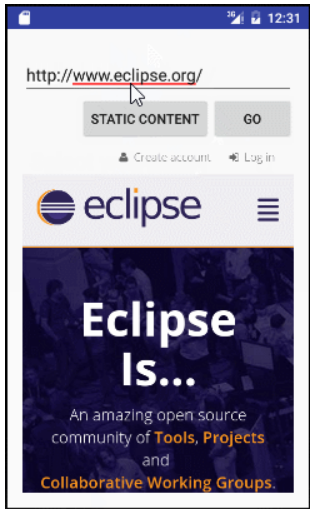 3G 12:31
http://www.eclipse.org/
STATIC CONTENT GO
Create account Log in
eclipse
Eclipse
Is...
An amazing open source
community of Tools, Projects
and
Collaborative Working Groups.